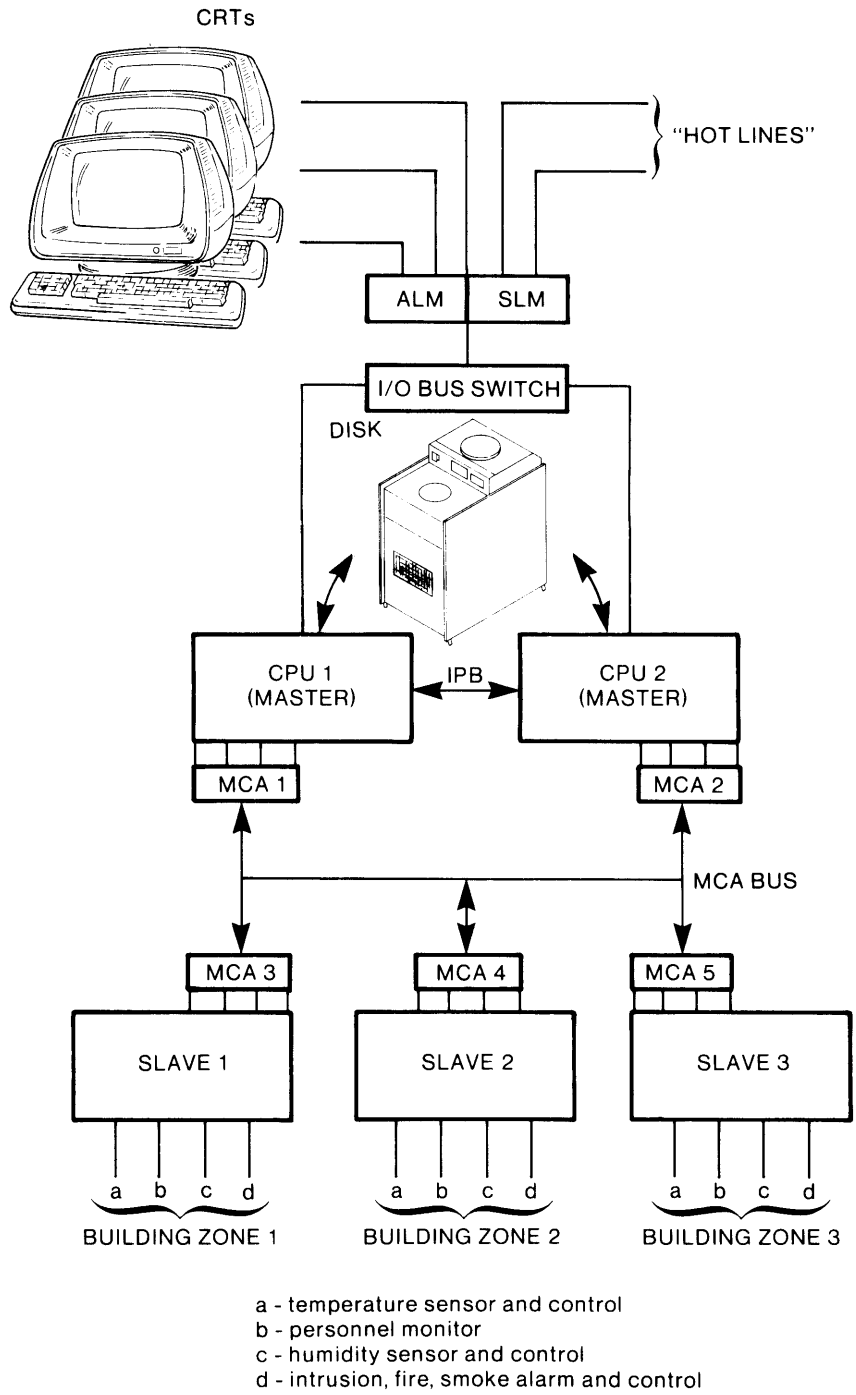 CRTs
"HOT LINES"
ALM
SLM
I/O BUS SWITCH
DISK
CPU 1
(MASTER)
IPB
CPU 2
(MASTER)
MCA 1
MCA 2
MCA BUS
MCA 3
MCA 4
MCA 5
SLAVE 1
SLAVE 2
SLAVE 3
a b c d
a b c d
a b c d
BUILDING ZONE 1
BUILDING ZONE 2
BUILDING ZONE 3
a - temperature sensor and control
b - personnel monitor
c - humidity sensor and control
d - intrusion, fire, smoke alarm and control